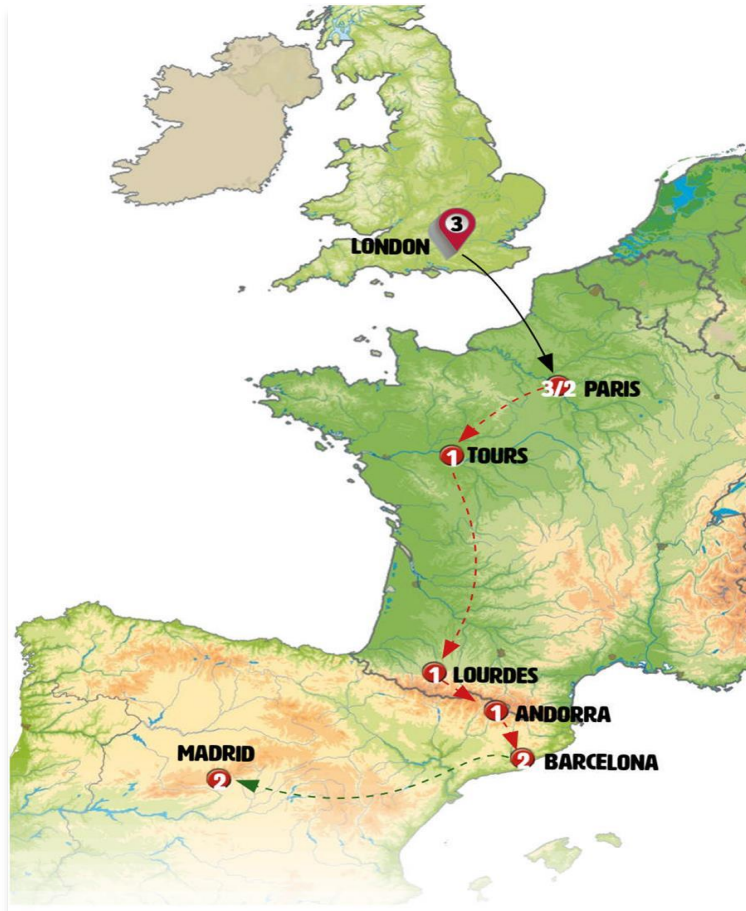 3
LONDON
3/2 PARIS
1 TOURS
1 LOURDES
1 ANDORRA
2 BARCELONA
MADRID
2